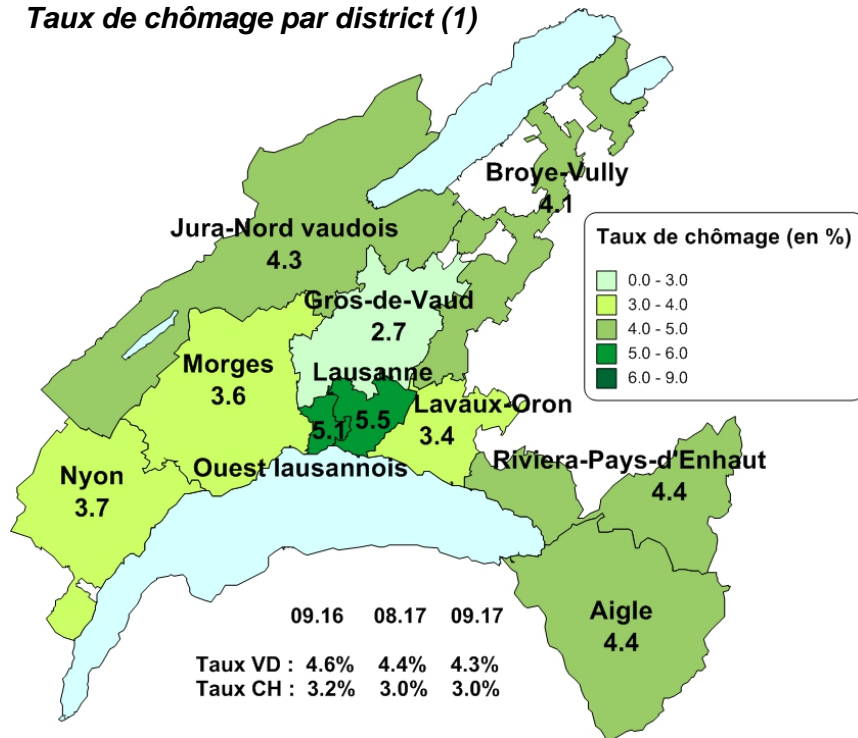 Taux de chômage par district (1)
Broye-Vully
4.1
Jura-Nord vaudois
4.3
Taux de chômage (en %)
0.0 - 3.0
3.0 - 4.0
4.0 - 5.0
5.0 - 6.0
6.0 - 9.0
Gros-de-Vaud
2.7
Morges
3.6
Lausanne
5.5
5.1
Lavaux-Oron
3.4
Ouest lausannois
Nyon
3.7
Riviera-Pays-d'Enhaut
4.4
Aigle
4.4
09.16 08.17 09.17
Taux VD : 4.6% 4.4% 4.3%
Taux CH : 3.2% 3.0% 3.0%